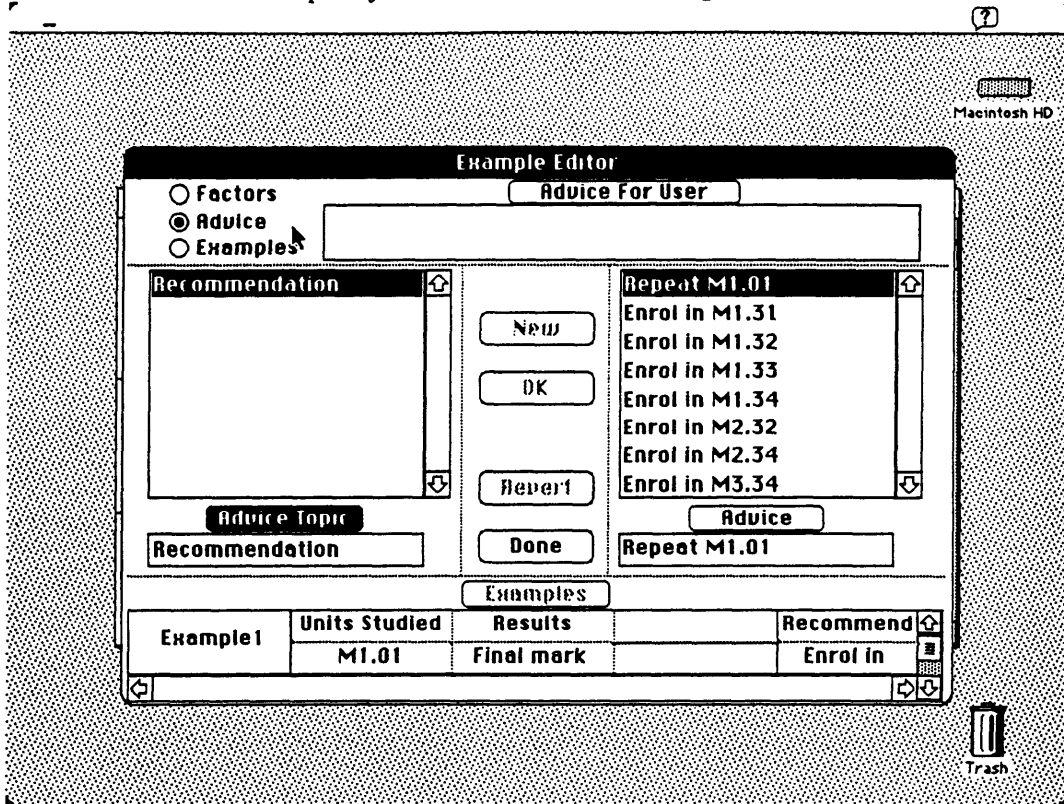 ?
Macintosh HD
Example Editor
Factors
Advice
Examples
Advice For User
Recommendation
New
OK
Revert
Done
Repeat M1.01
Enrol in M1.31
Enrol in M1.32
Enrol in M1.33
Enrol in M1.34
Enrol in M2.32
Enrol in M2.34
Enrol in M3.34
Advice Topic
Recommendation
Advice
Repeat M1.01
Examples
Example1
Units Studied
Results
Recommend
M1.01
Final mark
Enrol in
Trash